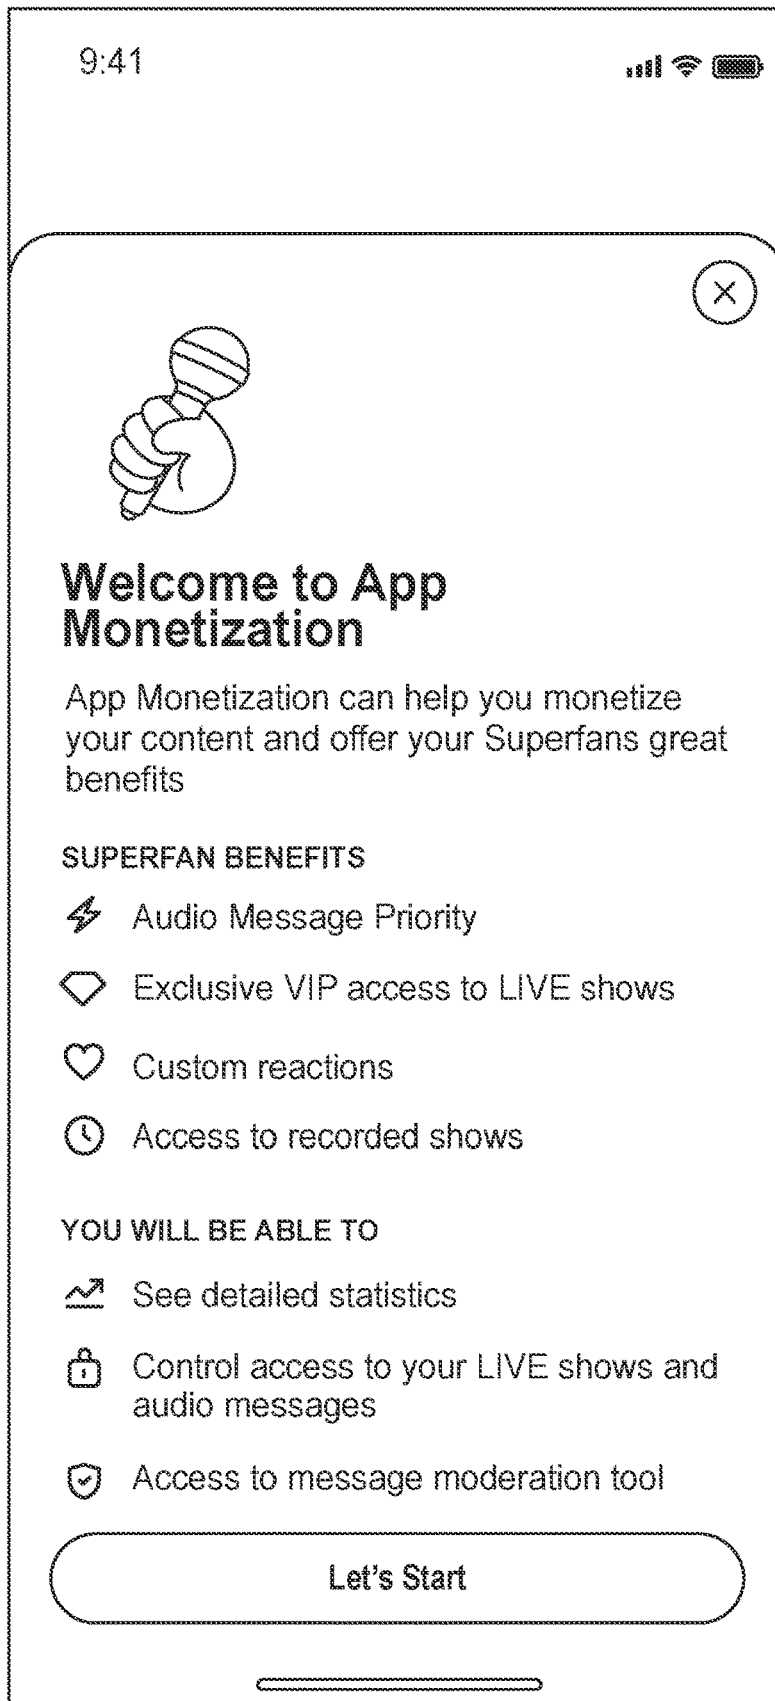 9:41
Welcome to App
Monetization
App Monetization can help you monetize
your content and offer your Superfans great
benefits
SUPERFAN BENEFITS
Audio Message Priority
Exclusive VIP access to LIVE shows
Custom reactions
Access to recorded shows
YOU WILL BE ABLE TO
See detailed statistics
Control access to your LIVE shows and
audio messages
Access to message moderation tool
Let's Start